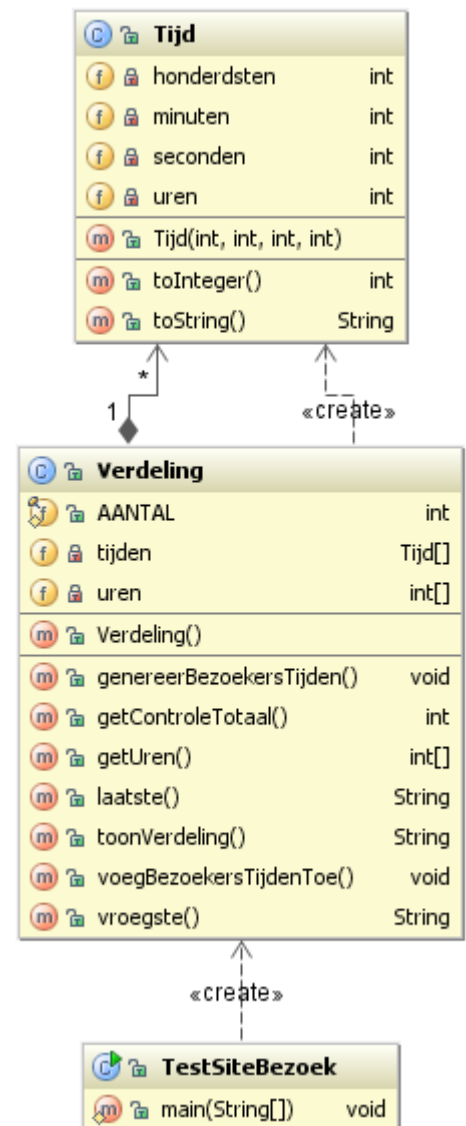 Tijd
honderdsten int
minuten int
seconden int
uren int
Tijd(int, int, int, int)
toInteger() int
toString() String
*
1
«create»
Verdeling
AANTAL int
tijden Tijd[]
uren int[]
Verdeling()
genereerBezoekersTijden() void
getControleTotaal() int
getUren() int[]
laatste() String
toonVerdeling() String
voegBezoekersTijdenToe() void
vroegste() String
«create»
TestSiteBezoek
main(String[]) void